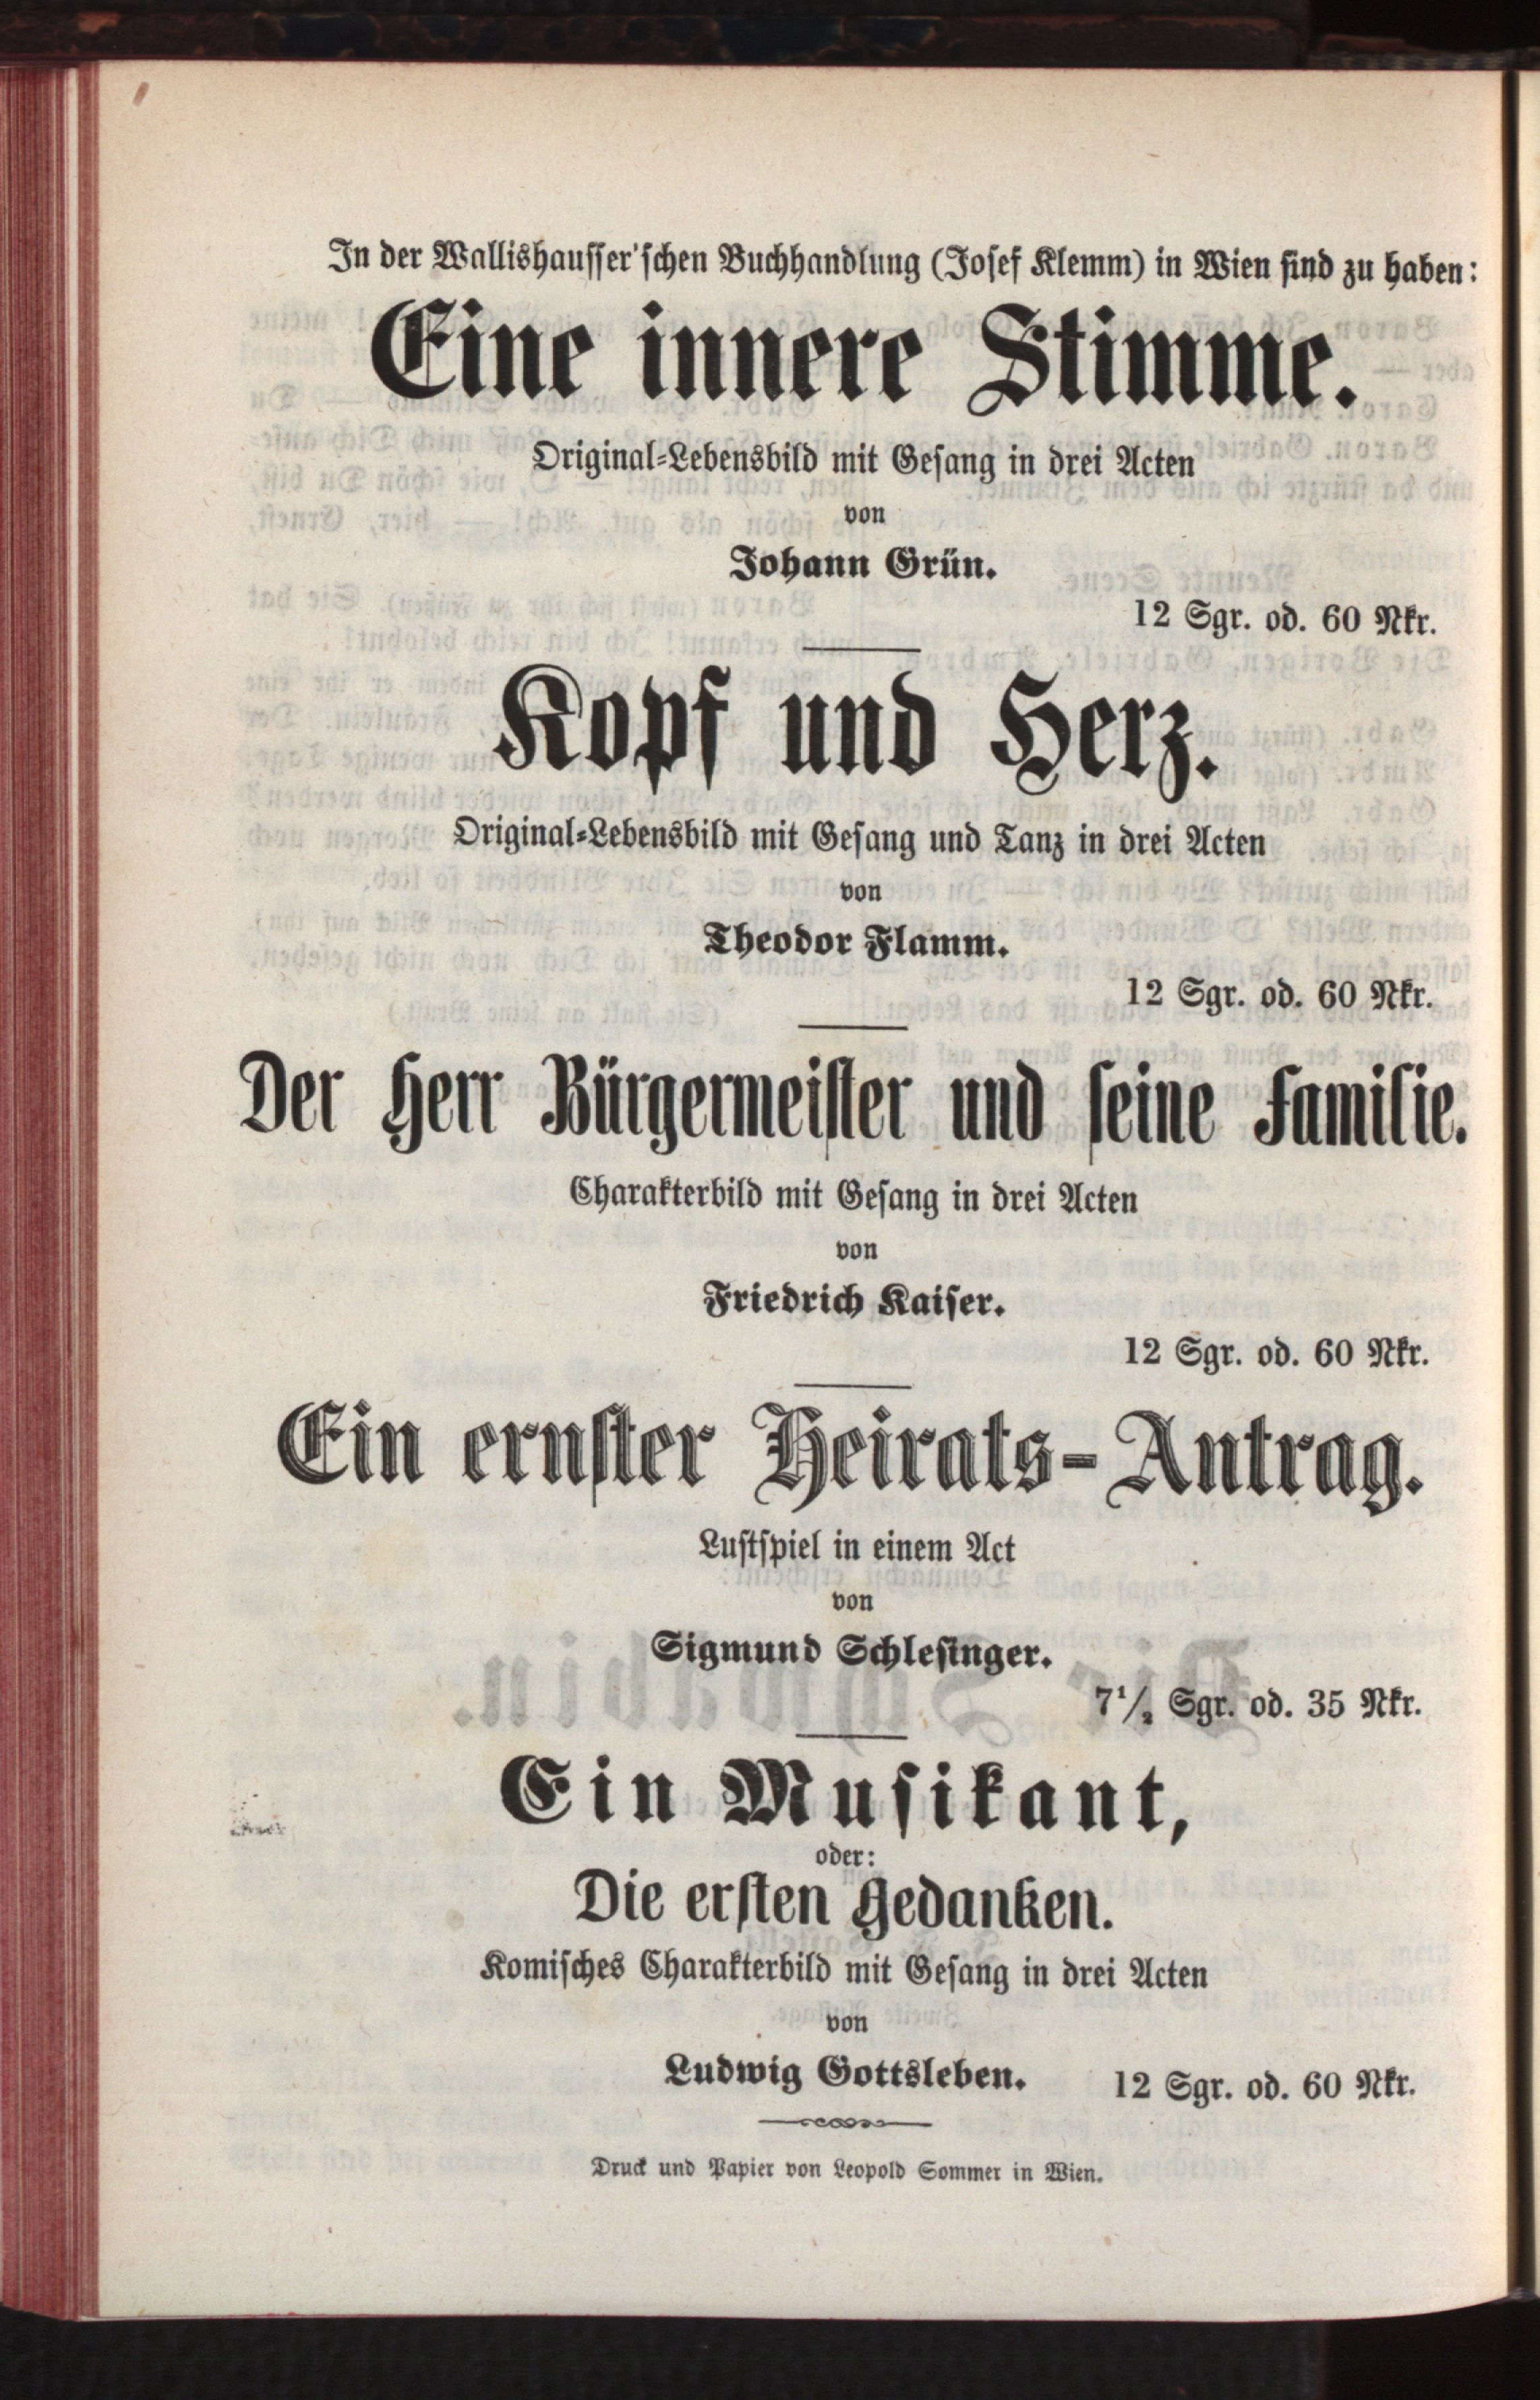 In der Wallishausser'schen Buchhandlung (Josef Klemm) in Wien sind zu haben:
Eine innere Stimme.
Original-Lebensbild mit Gesang in drei Acten
von
Johann Grün.
12 Sgr. od. 60 Nkr.
Kopf und Herz.
Original-Lebensbild mit Gesang und Tanz in drei Acten
von
Theodor Flamm.
12 Sgr. od. 60 Nkr.
Der Herr Bürgermeister und seine Familie.
Charakterbild mit Gesang in drei Acten
von
Friedrich Kaiser.
12 Sgr. od. 60 Nkr.
Ein ernster Heirats-Antrag.
Lustspiel in einem Act
von
Sigmund Schlesinger.
7 1/2 Sgr. od. 35 Nkr.
Ein Musikant,
oder:
Die ersten Gedanken.
Komisches Charakterbild mit Gesang in drei Acten
von
Ludwig Gottsleben. 12 Sgr. od. 60 Nkr.
Druck und Papier von Leopold Sommer in Wien.